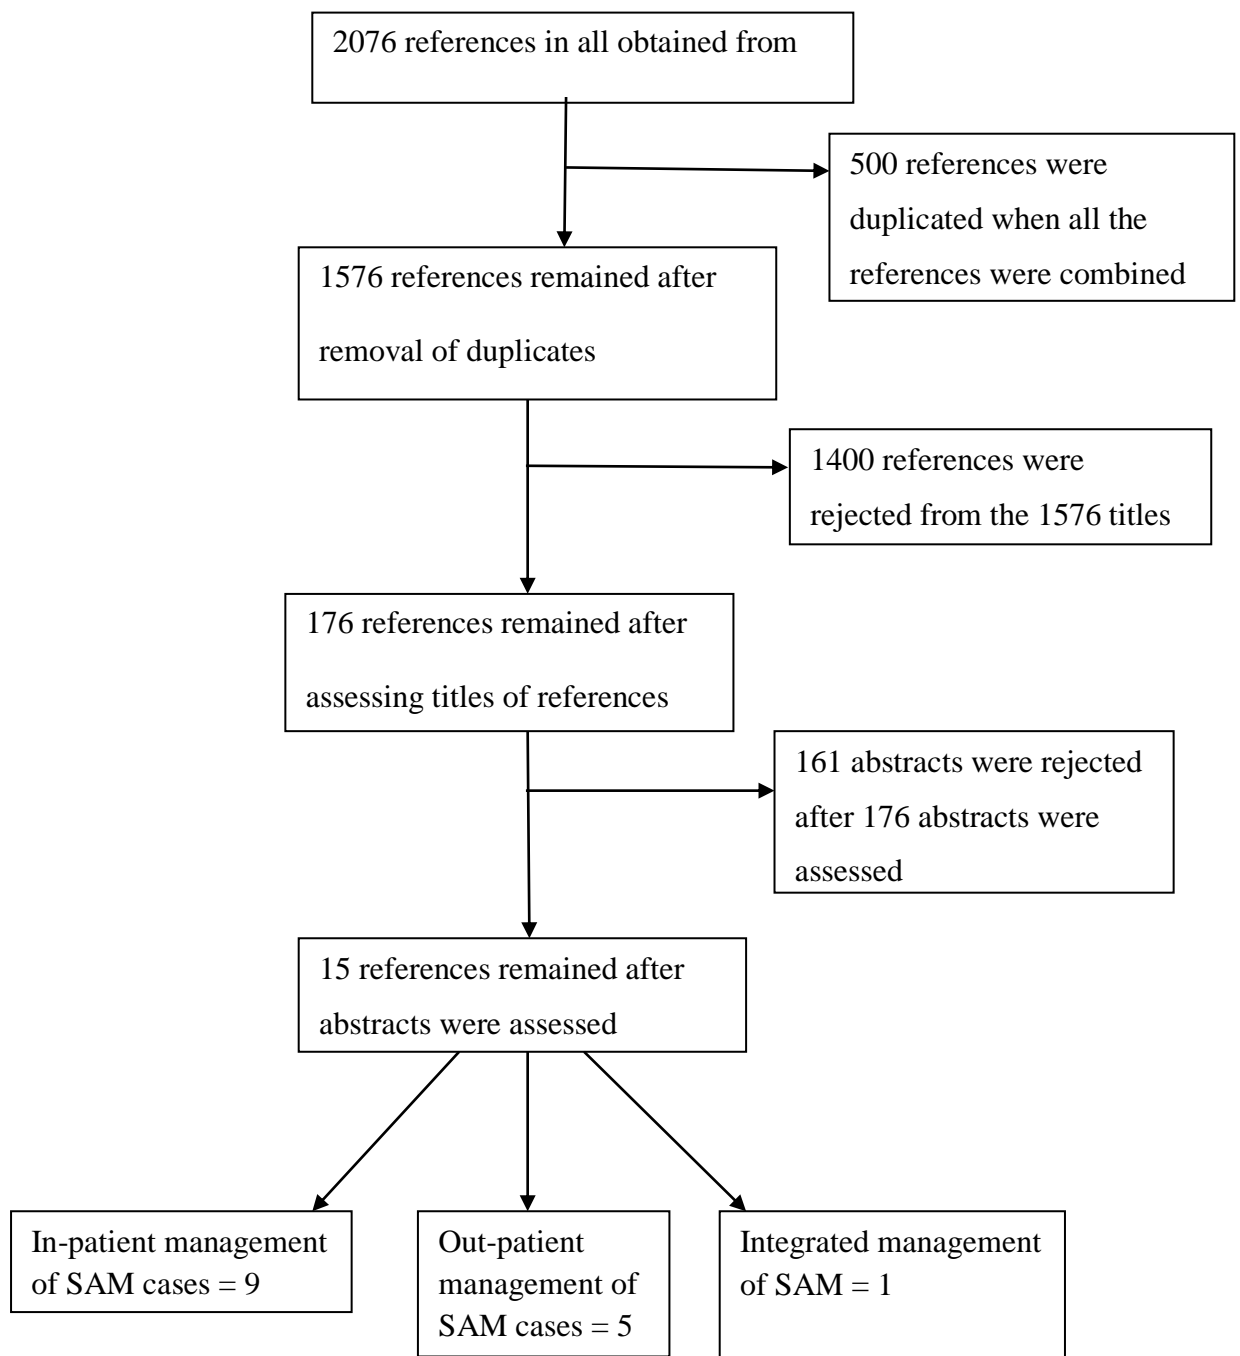 2076 references in all obtained from
500 references were
duplicated when all the
references were combined
1576 references remained after
removal of duplicates
1400 references were
rejected from the 1576 titles
176 references remained after
assessing titles of references
161 abstracts were rejected
after 176 abstracts were
assessed
15 references remained after
abstracts were assessed
In-patient management
of SAM cases = 9
Out-patient
management of
SAM cases = 5
Integrated management
of SAM = 1